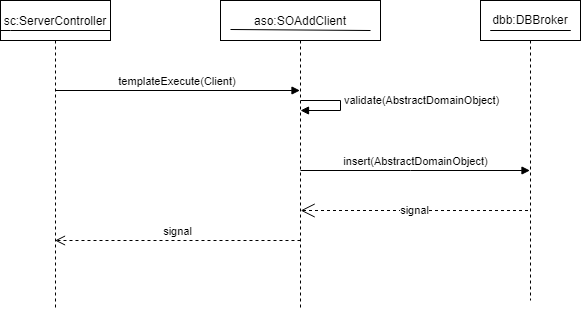 sc:ServerController
aso:SOAddClient
dbb:DBBroker
templateExecute(Client)
validate(AbstractDomainObject)
insert(AbstractDomainObject)
signal
signal